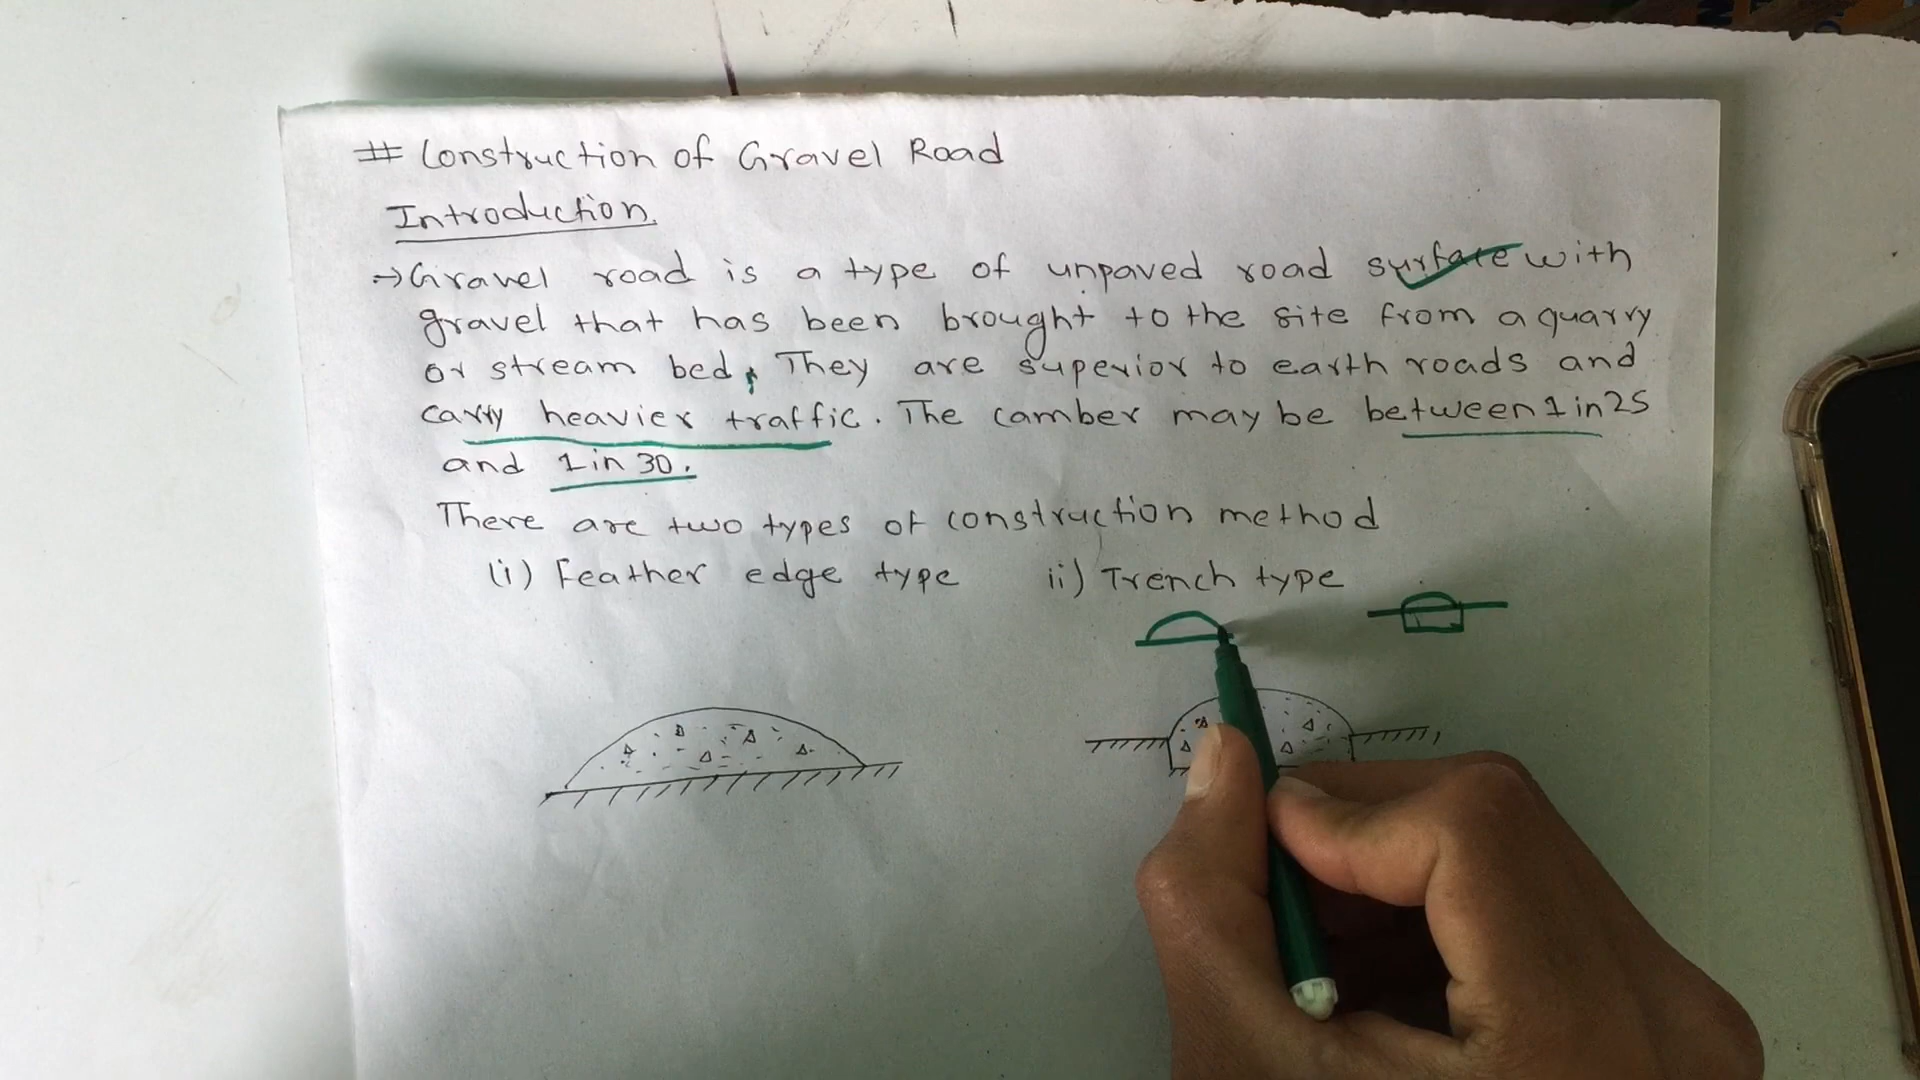 # Construction of Gravel Road
Introduction.
→ Gravel road is a type of unpaved road surface with
gravel that has been brought to the site from a quarry
or stream bed, They are superior to earth roads and
carry heavier traffic. The camber may be between 1 in 25
and 1 in 30.
There are two types of construction method
(i) Feather edge type ii) Trench type